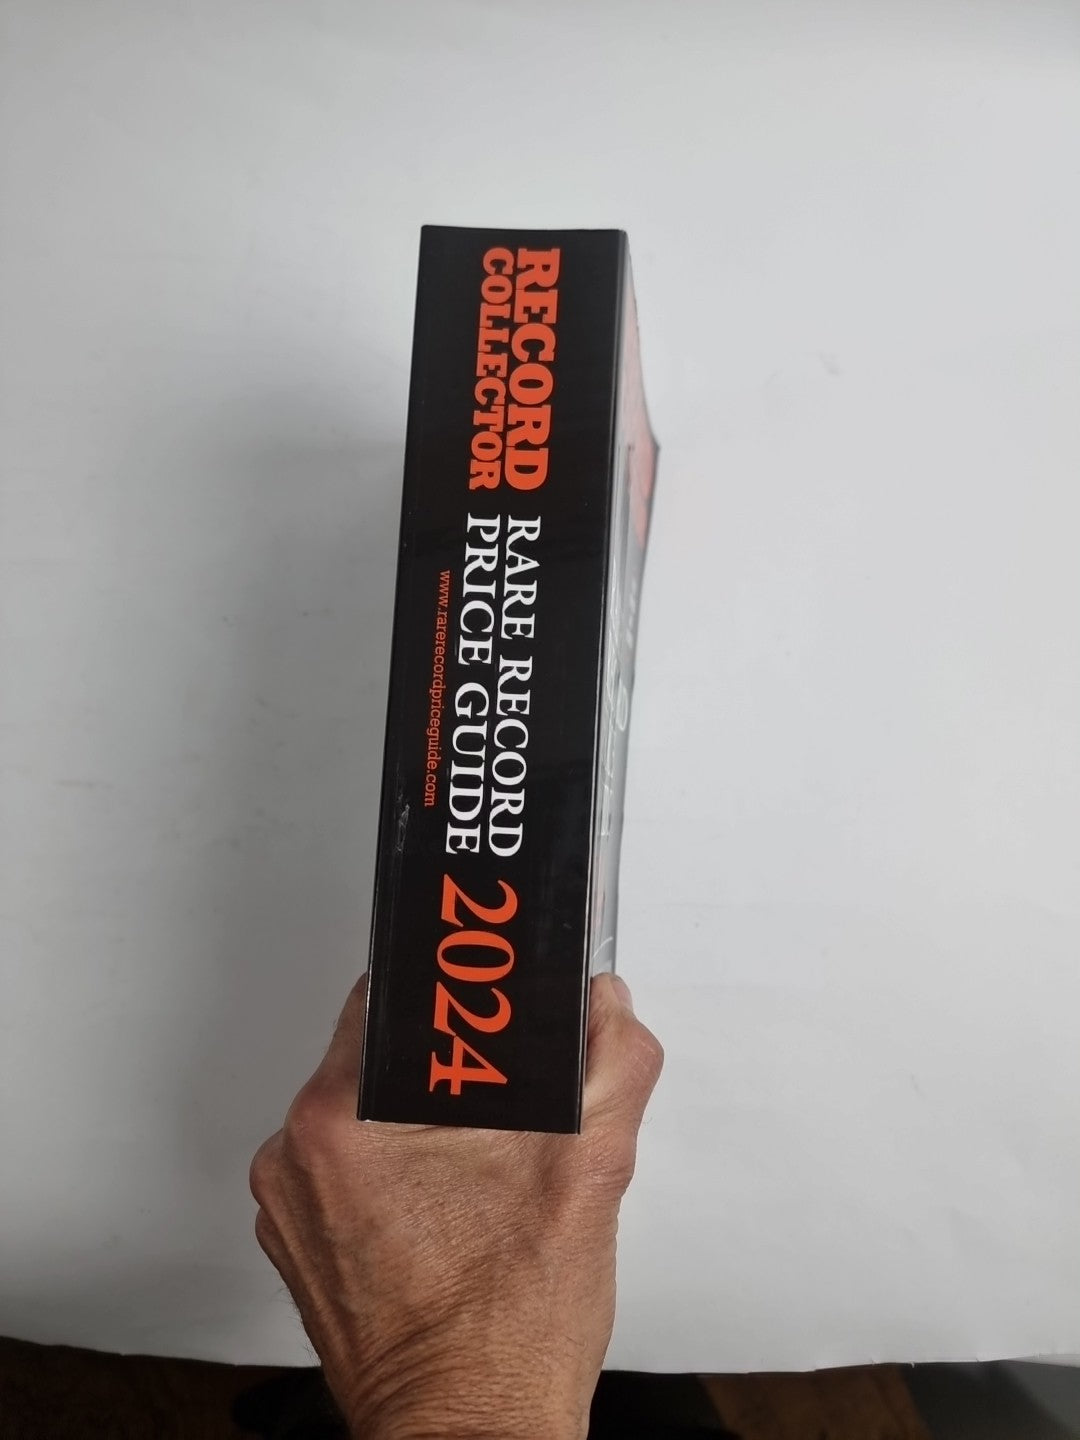 RECORD
COLLECTOR
RARE RECORD
PRICE GUIDE
www.rarerecordpriceguide.com
2024